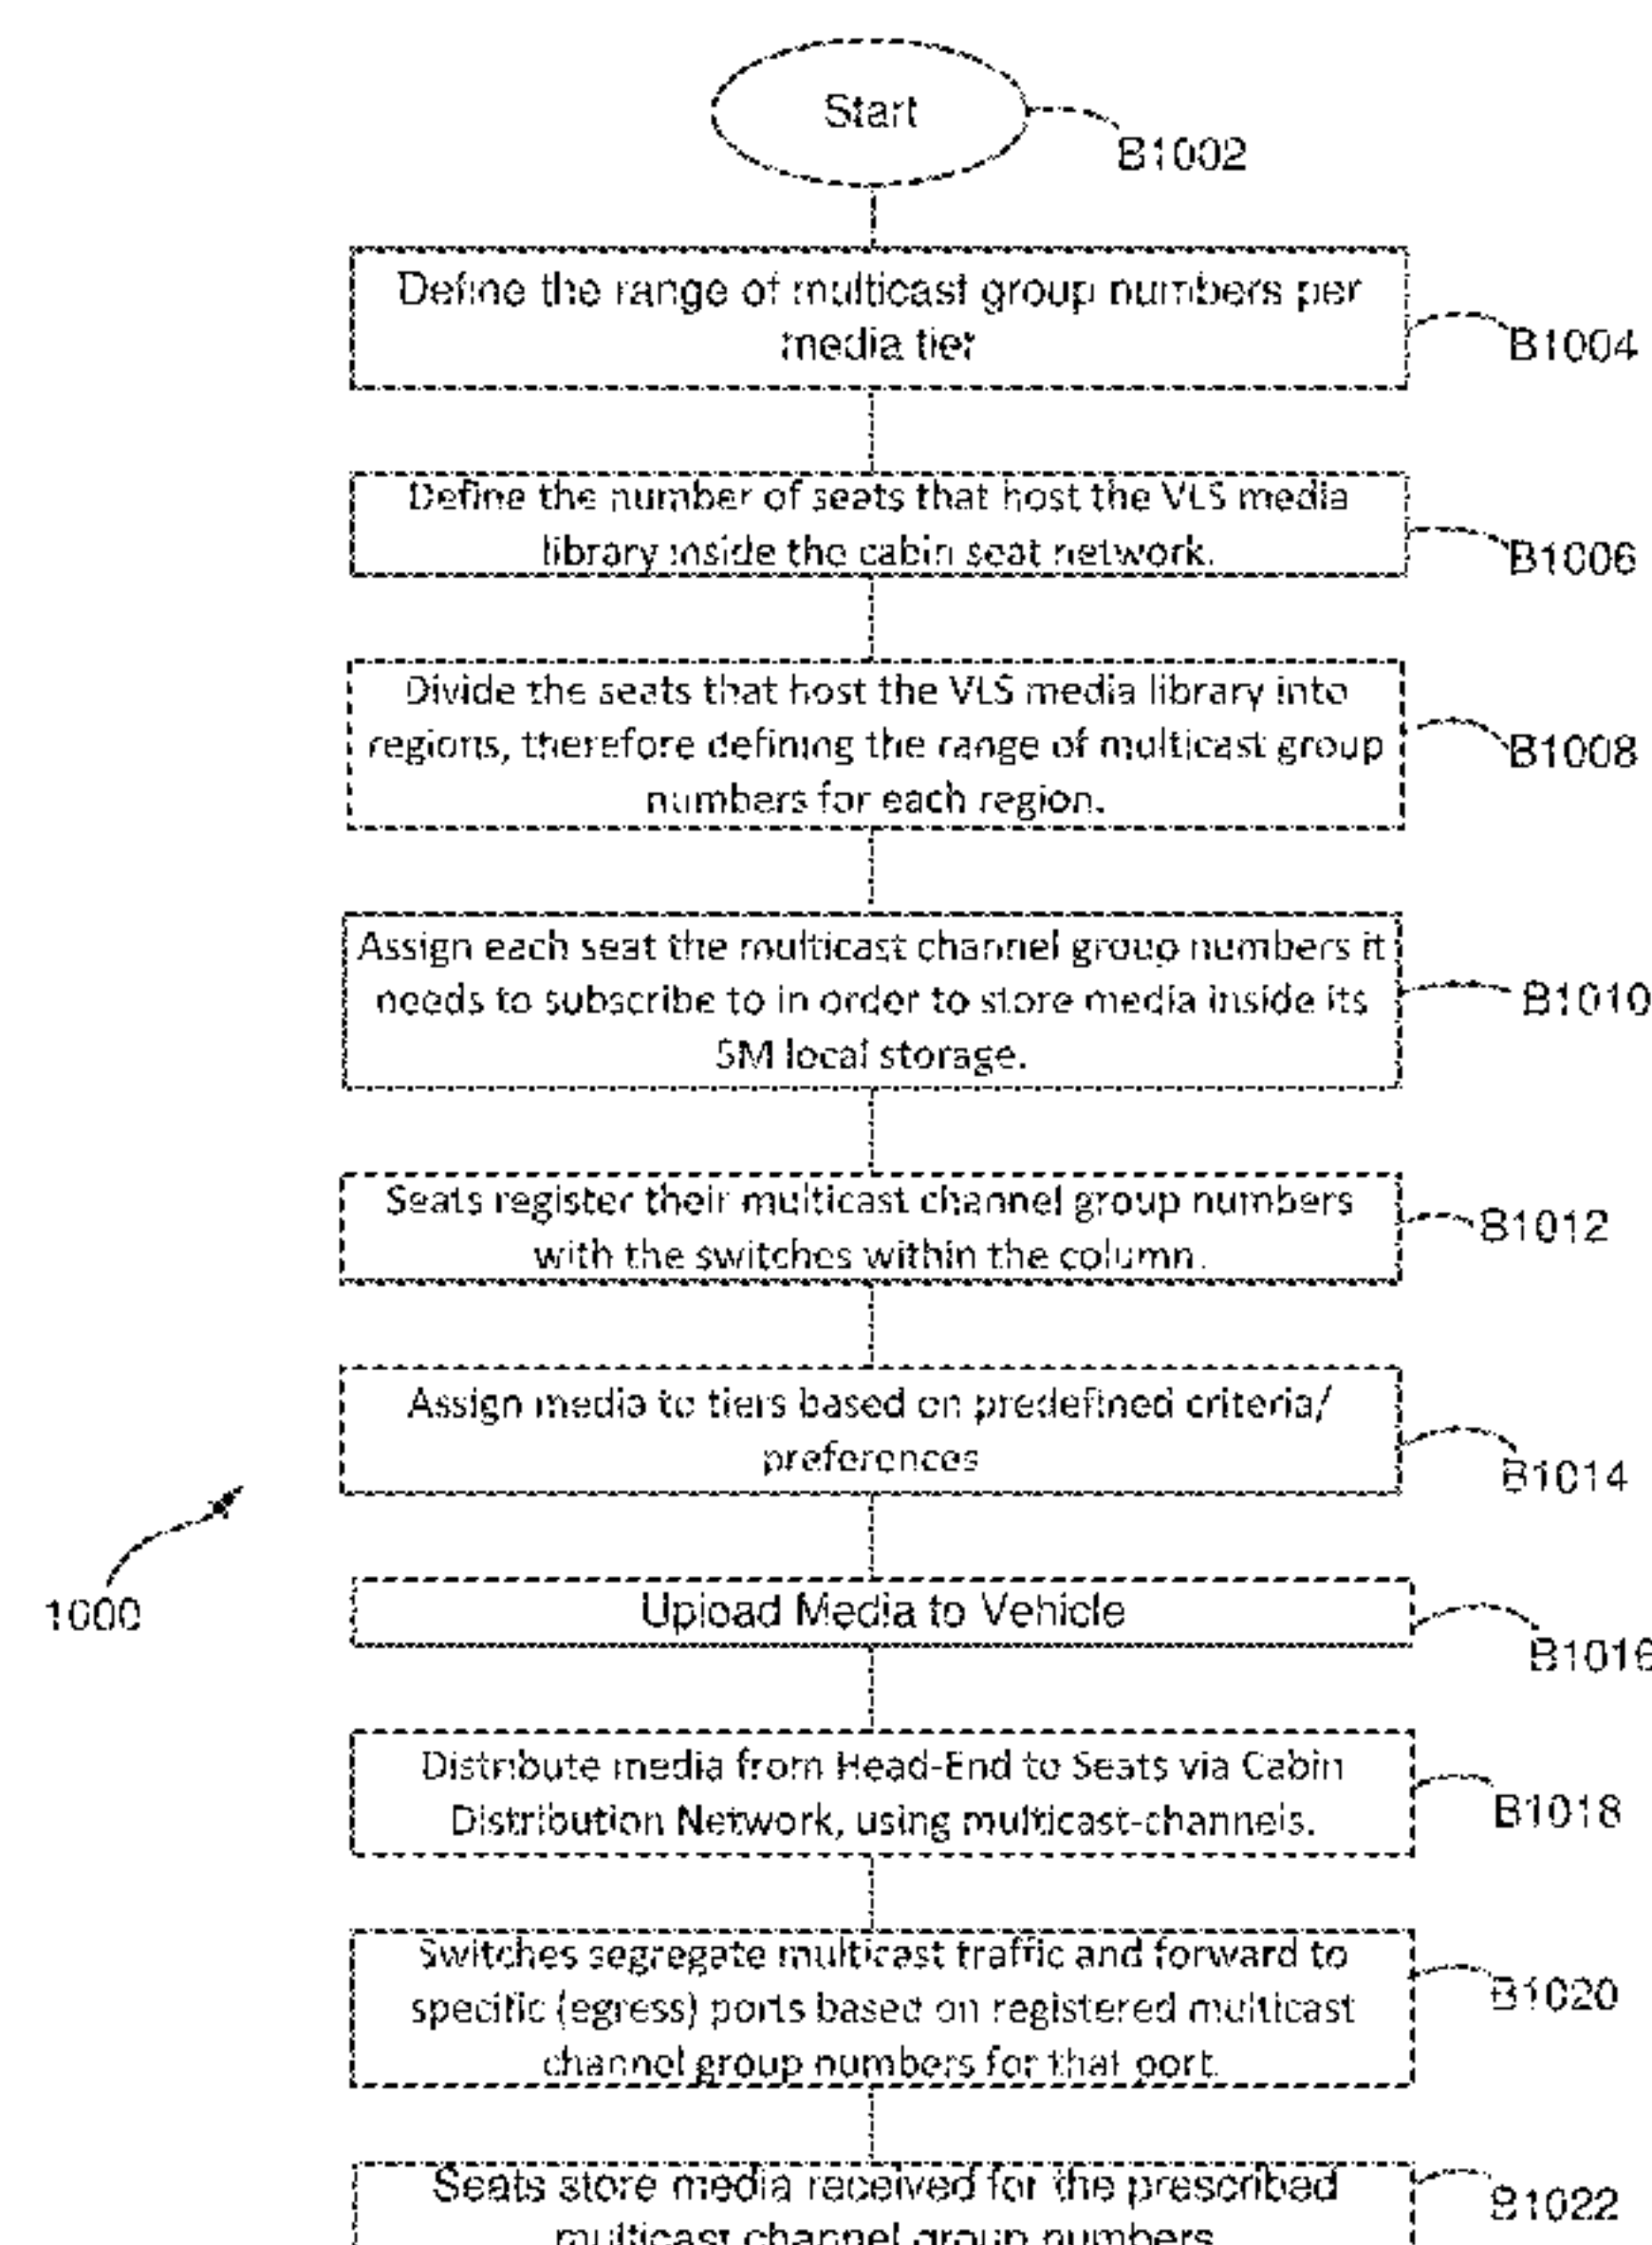 Start
B1002
Define the range of multicast group numbers per
media tier
B1004
Define the number of seats that host the VLS media
library inside the cabin seat network.
B1006
Divide the seats that host the VLS media library into
regions, therefore defining the range of multicast group
numbers for each region.
B1008
Assign each seat the multicast channel group numbers it
needs to subscribe to in order to store media inside its
SM local storage.
B1010
Seats register their multicast channel group numbers
with the switches within the column.
B1012
Assign media to tiers based on predefined criteria/
preferences
B1014
1000
Upload Media to Vehicle
B1016
Distribute media from Head-End to Seats via Cabin
Distribution Network, using multicast-channels.
B1018
Switches segregate multicast traffic and forward to
specific (egress) ports based on registered multicast
channel group numbers for that port.
B1020
Seats store media received for the prescribed
multicast channel group numbers
B1022